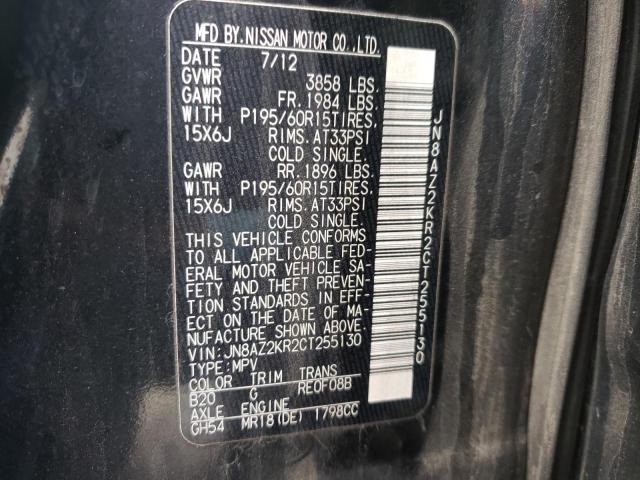 MFD BY.NISSAN MOTOR CO.,LTD.
DATE 7/12
GVWR 3858 LBS.
GAWR FR.1984 LBS.
WITH P195/60R15TIRES.
15X6J RIMS.AT33PSI
COLD SINGLE.
GAWR RR.1896 LBS.
WITH P195/60R15TIRES.
15X6J RIMS.AT33PSI
COLD SINGLE.
THIS VEHICLE CONFORMS
TO ALL APPLICABLE FED-
ERAL MOTOR VEHICLE SA-
FETY AND THEFT PREVEN-
TION STANDARDS IN EFF-
ECT ON THE DATE OF MA-
NUFACTURE SHOWN ABOVE.
VIN:JN8AZ2KR2CT255130
TYPE:MPV
COLOR TRIM TRANS
B20 G RE0F08B
AXLE ENGINE
GH54 MR18(DE) 1798CC
JN8AZ2KR2CT255130